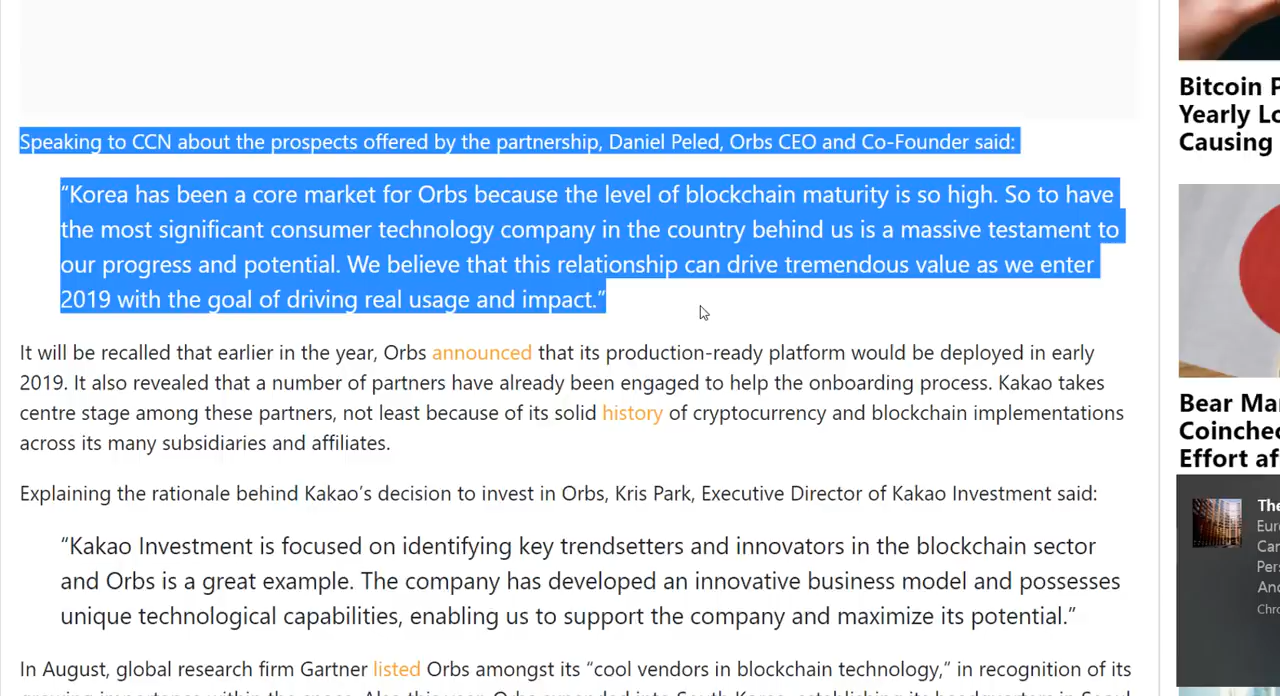 Speaking to CCN about the prospects offered by the partnership, Daniel Peled, Orbs CEO and Co-Founder said:
“Korea has been a core market for Orbs because the level of blockchain maturity is so high. So to have
the most significant consumer technology company in the country behind us is a massive testament to
our progress and potential. We believe that this relationship can drive tremendous value as we enter
2019 with the goal of driving real usage and impact.”
It will be recalled that earlier in the year, Orbs announced that its production-ready platform would be deployed in early
2019. It also revealed that a number of partners have already been engaged to help the onboarding process. Kakao takes
centre stage among these partners, not least because of its solid history of cryptocurrency and blockchain implementations
across its many subsidiaries and affiliates.
Explaining the rationale behind Kakao’s decision to invest in Orbs, Kris Park, Executive Director of Kakao Investment said:
“Kakao Investment is focused on identifying key trendsetters and innovators in the blockchain sector
and Orbs is a great example. The company has developed an innovative business model and possesses
unique technological capabilities, enabling us to support the company and maximize its potential.”
In August, global research firm Gartner listed Orbs amongst its “cool vendors in blockchain technology,” in recognition of its
Bitcoin P
Yearly Lo
Causing
Bear Ma
Coinchec
Effort af
The
Eur
Car
Pers
And
Chro